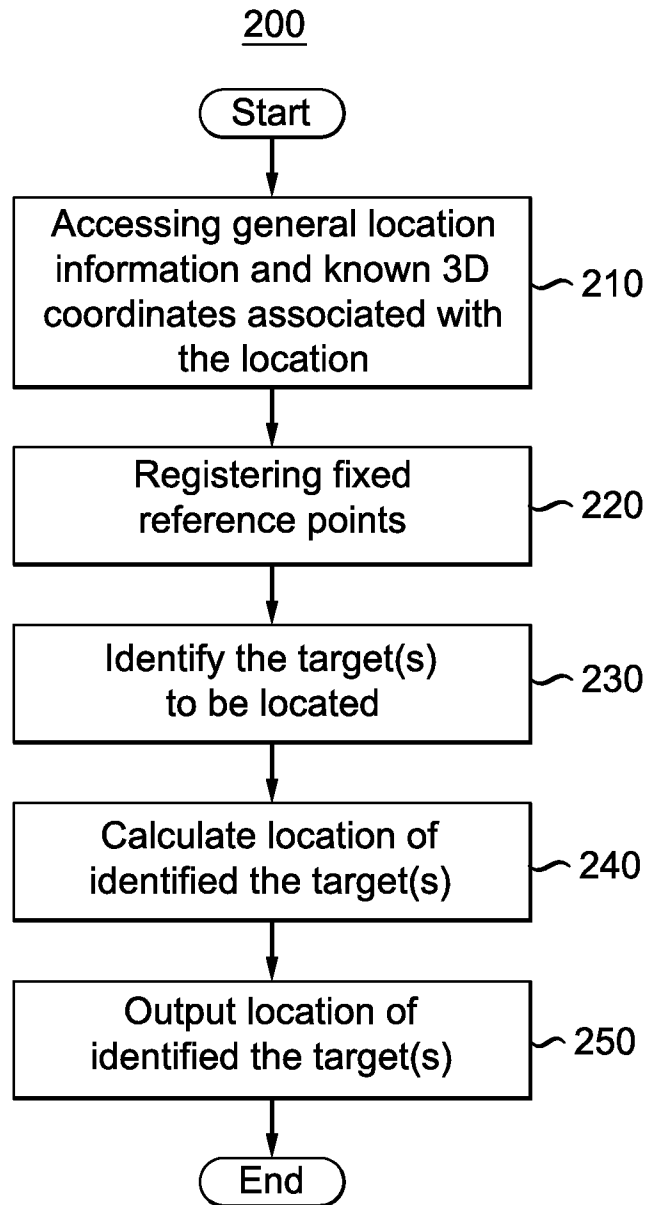 200
Start
Accessing general location
information and known 3D
coordinates associated with
the location
210
Registering fixed
reference points
220
Identify the target(s)
to be located
230
Calculate location of
identified the target(s)
240
Output location of
identified the target(s)
250
End